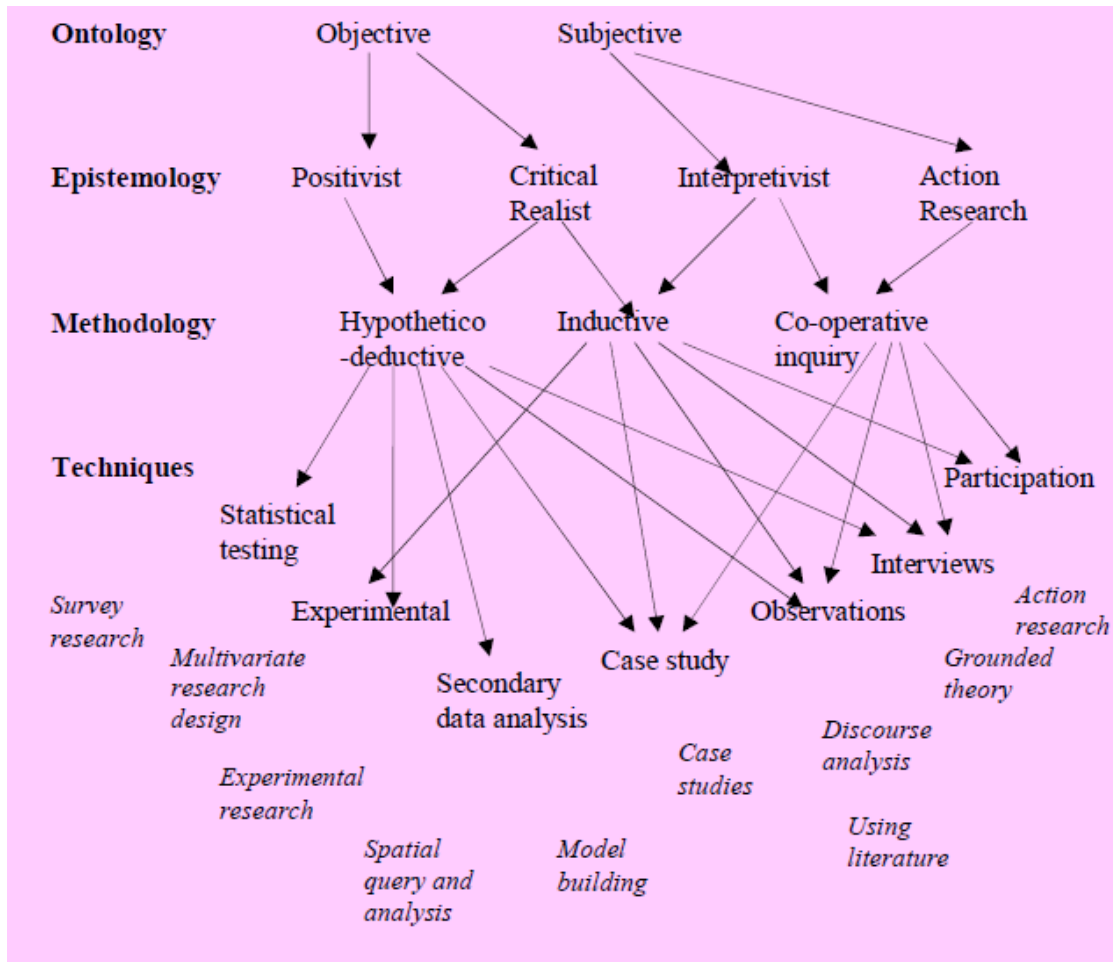 Ontology
Objective
Subjective
Epistemology
Positivist
Critical
Realist
Interpretivist
Action
Research
Methodology
Hypothetico
-deductive
Inductive
Co-operative
inquiry
Techniques
Participation
Statistical
testing
Interviews
Survey
research
Experimental
Observations
Action
research
Multivariate
research
design
Secondary
data analysis
Case study
Grounded
theory
Experimental
research
Case
studies
Discourse
analysis
Spatial
query and
analysis
Model
building
Using
literature